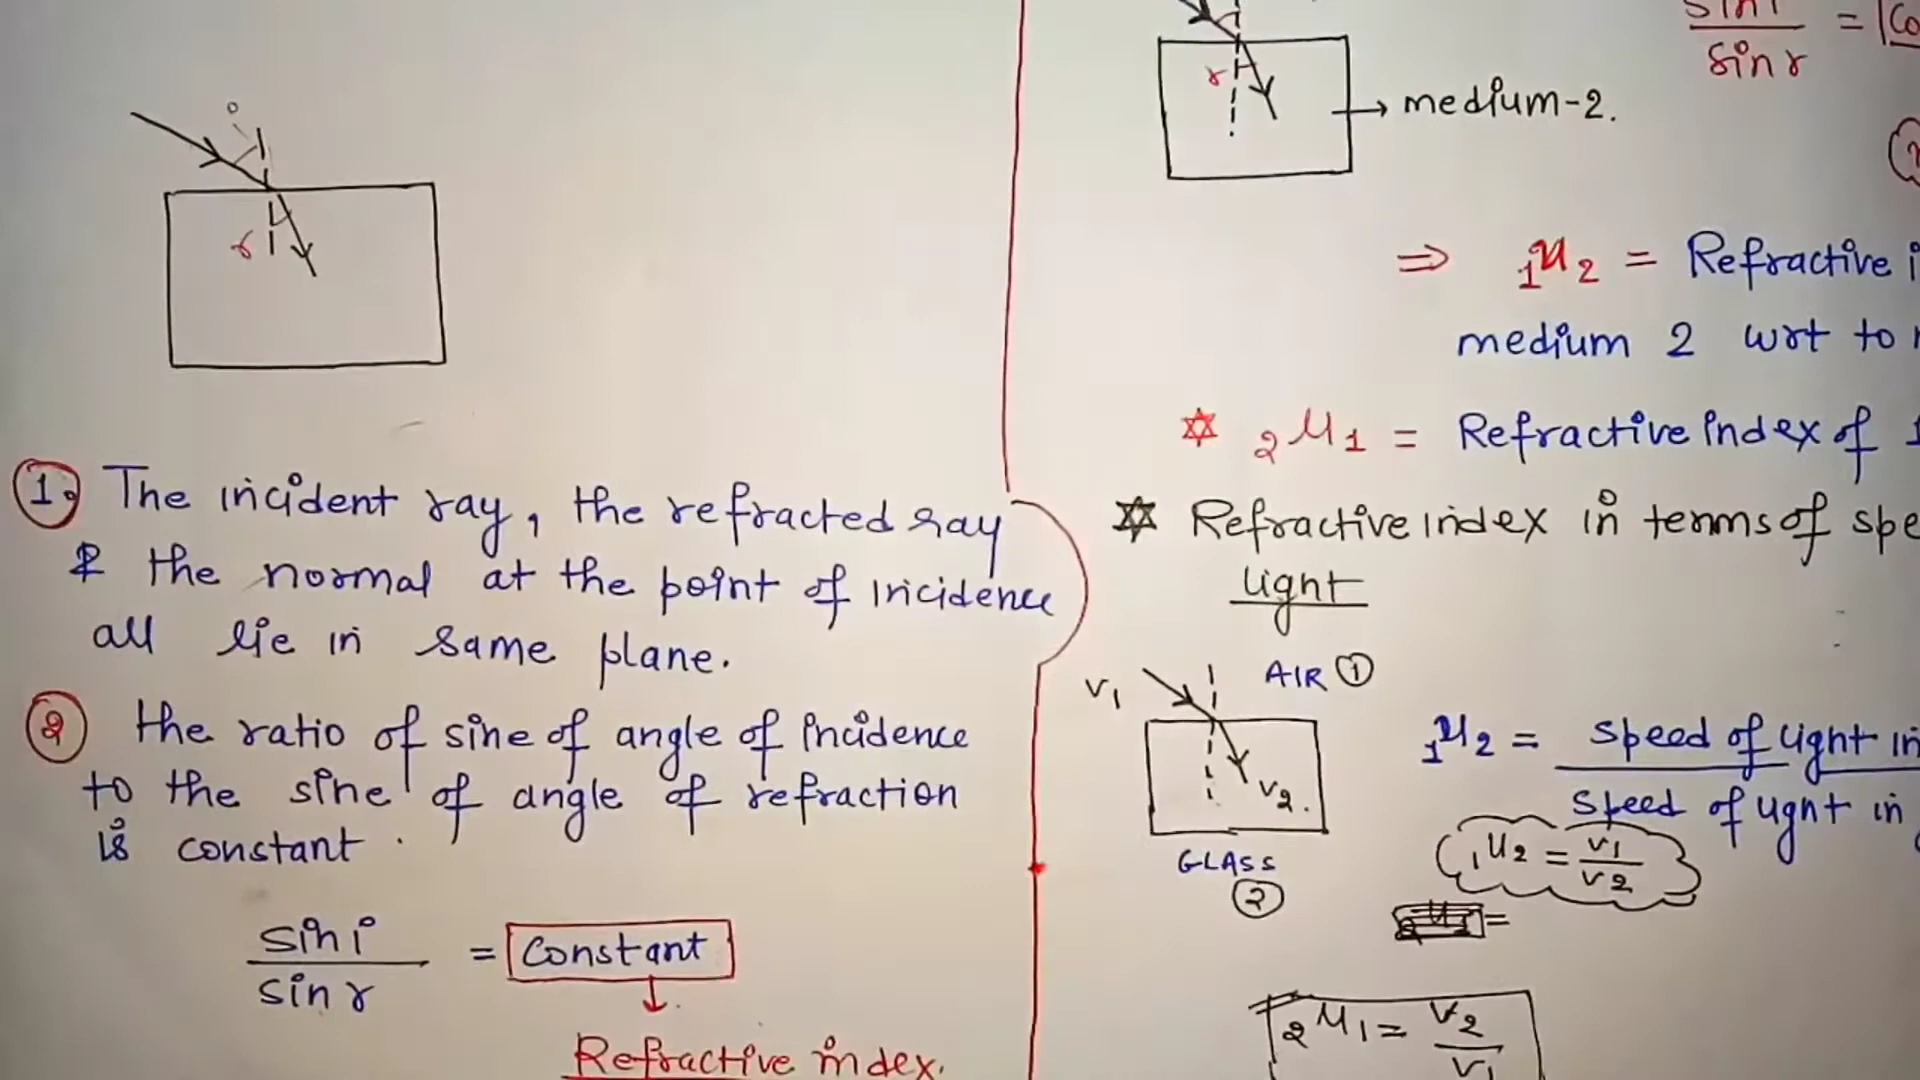 i
r
1. The incident ray, the refracted ray
& the normal at the point of incidence
all lie in same plane.
2 the ratio of sine of angle of incidence
to the sine of angle of refraction
is constant.
sin i
sin r
= Constant
Refractive index.
r
medium-2.
sin i
sin r
=
⇒ ₁μ₂ = Refractive
medium 2 wrt to
₂μ₁ = Refractive index of 1
Refractive index in terms of
light
V₁
AIR ①
V₂.
GLASS
②
₁μ₂ = speed of light in
speed of light in
₁μ₂ = v₁
v₂
=
₂μ₁ = v₂
v₁